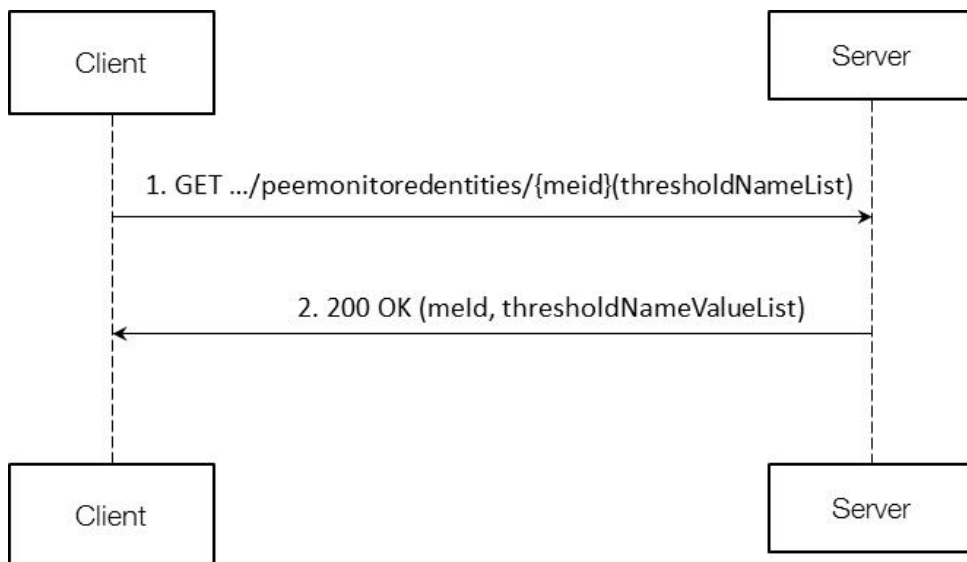 Client
Server
1. GET .../peemonitoredentities/{meid}(thresholdNameList)
2. 200 OK (meId, thresholdNameValueList)
Client
Server